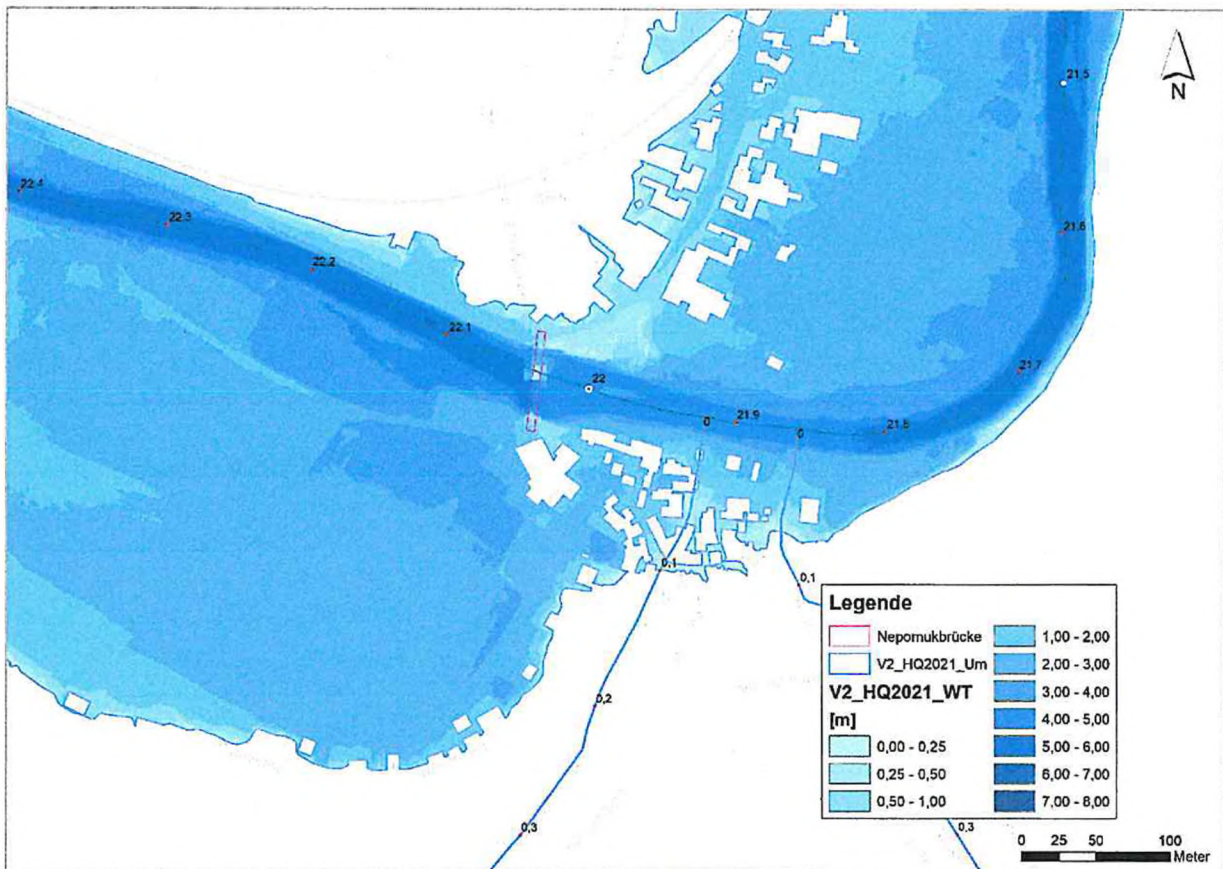 N
21.5
22.4
22.3
21.6
22.2
22.1
21.7
22
0
21.9
0
21.8
0,1
0,1
0,2
0,3
0,3
Legende
Nepomukbrücke
V2_HQ2021_Um
V2_HQ2021_WT
[m]
0,00 - 0,25
0,25 - 0,50
0,50 - 1,00
1,00 - 2,00
2,00 - 3,00
3,00 - 4,00
4,00 - 5,00
5,00 - 6,00
6,00 - 7,00
7,00 - 8,00
0 25 50 100
Meter